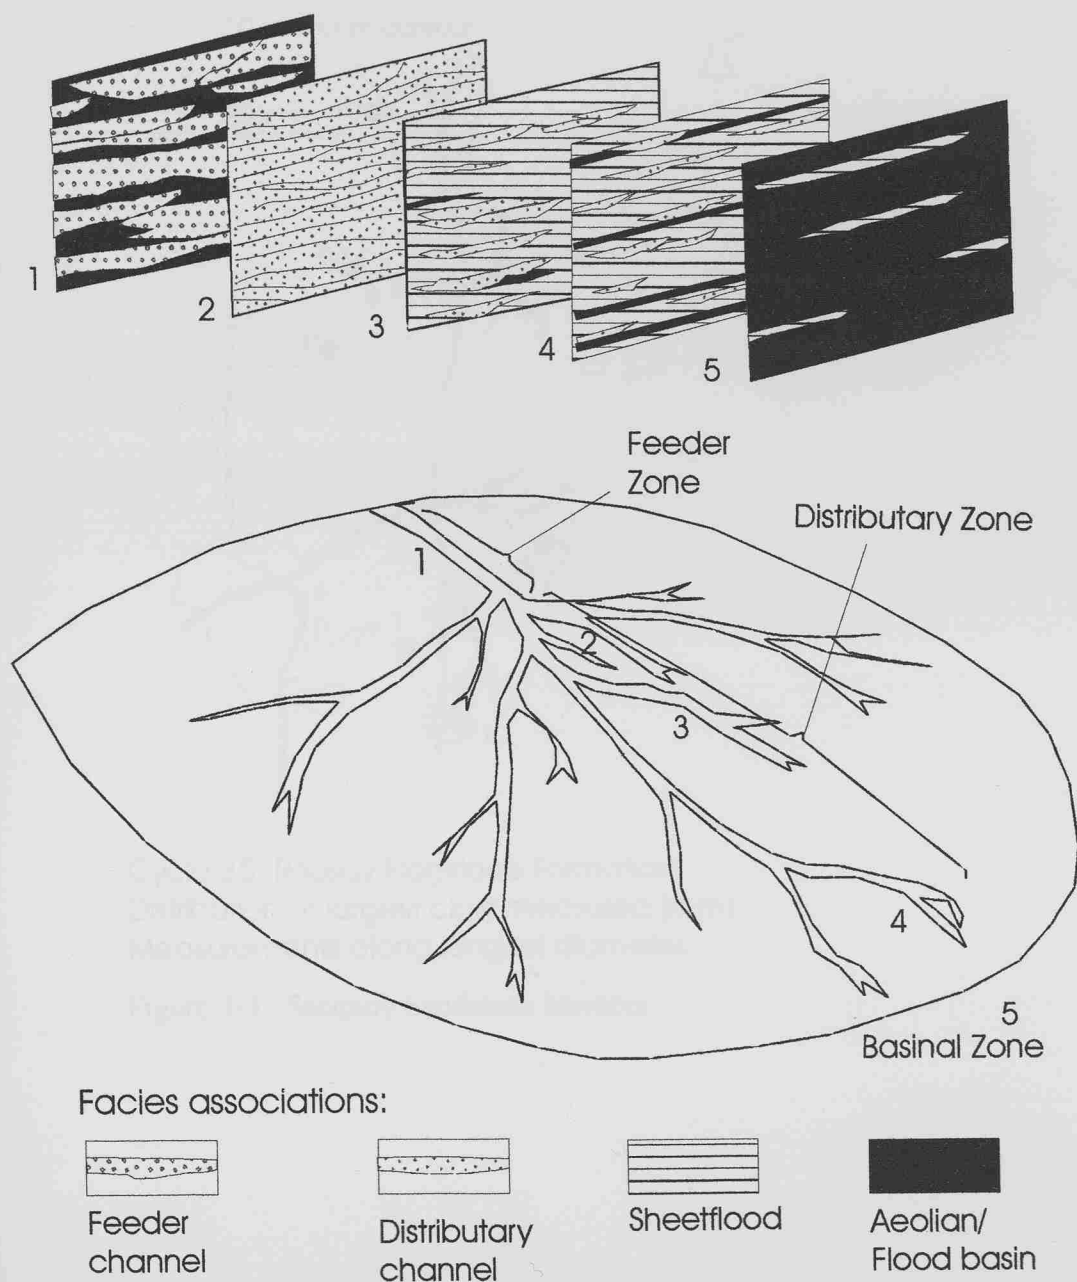 1
2
3
4
5
Feeder
Zone
Distributary Zone
1
2
3
4
5
Basinal Zone
Facies associations:
Feeder
channel
Distributary
channel
Sheetflood
Aeolian/
Flood basin